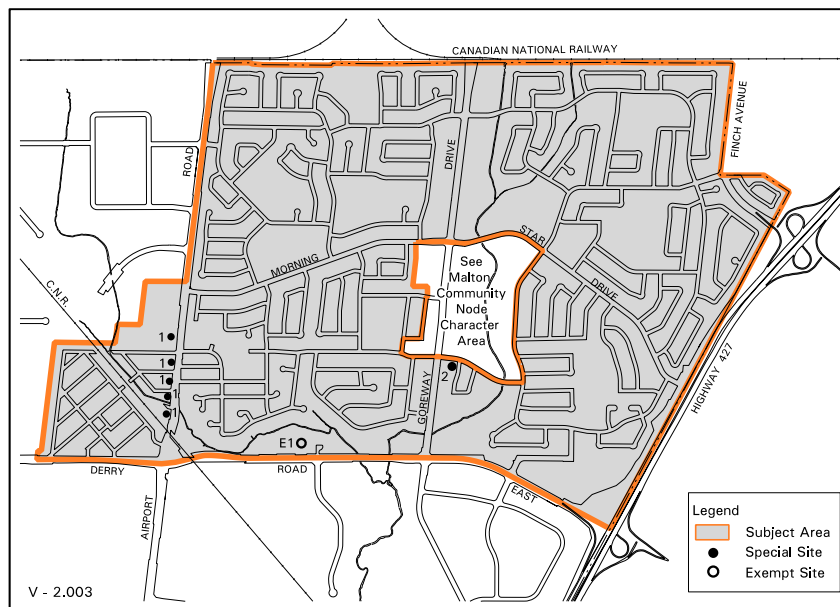 CANADIAN NATIONAL RAILWAY
FINCH AVENUE
ROAD
DRIVE
STAR
MORNING
See
Malton
Community
Node
Character
Area
DRIVE
C.N.R.
1
1
1
1
1
2
GOREWAY
HIGHWAY 427
E1
DERRY
ROAD
EAST
AIRPORT
Legend
Subject Area
Special Site
Exempt Site
V - 2.003